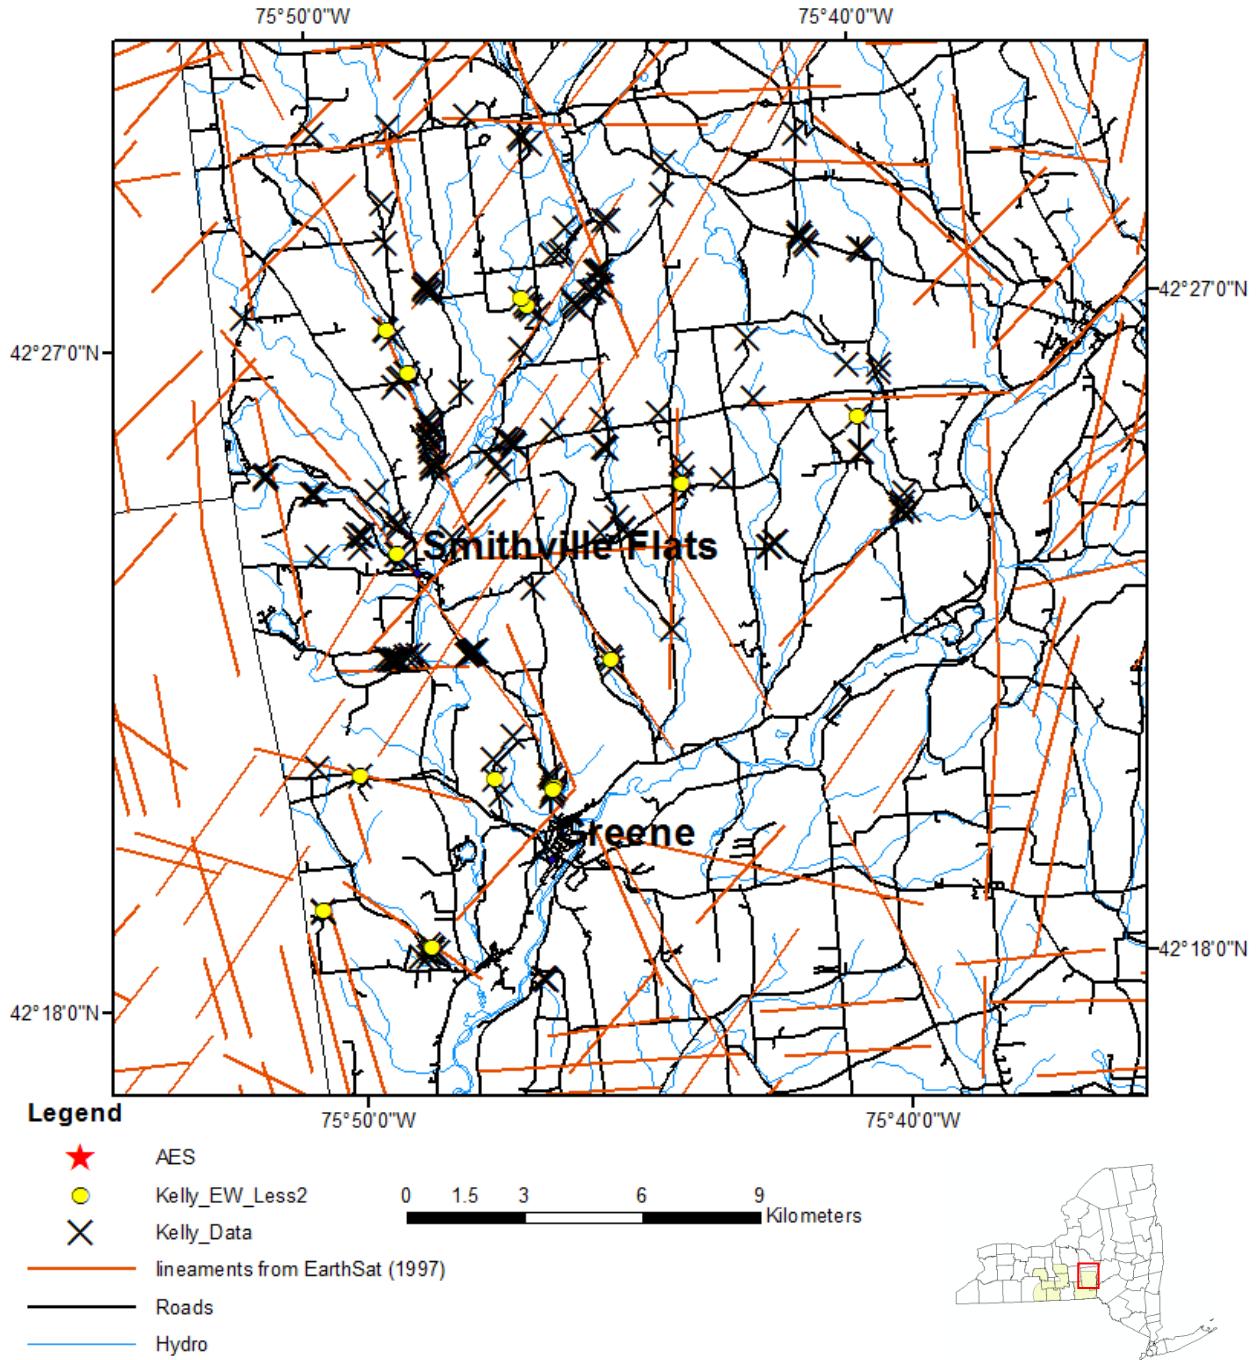 75°50'0"W 75°40'0"W
42°27'0"N
42°27'0"N
Smithville Flats
Greene
42°18'0"N
42°18'0"N
75°50'0"W 75°40'0"W
Legend
AES
Kelly_EW_Less2
Kelly_Data
lineaments from EarthSat (1997)
Roads
Hydro
0 1.5 3 6 9
Kilometers